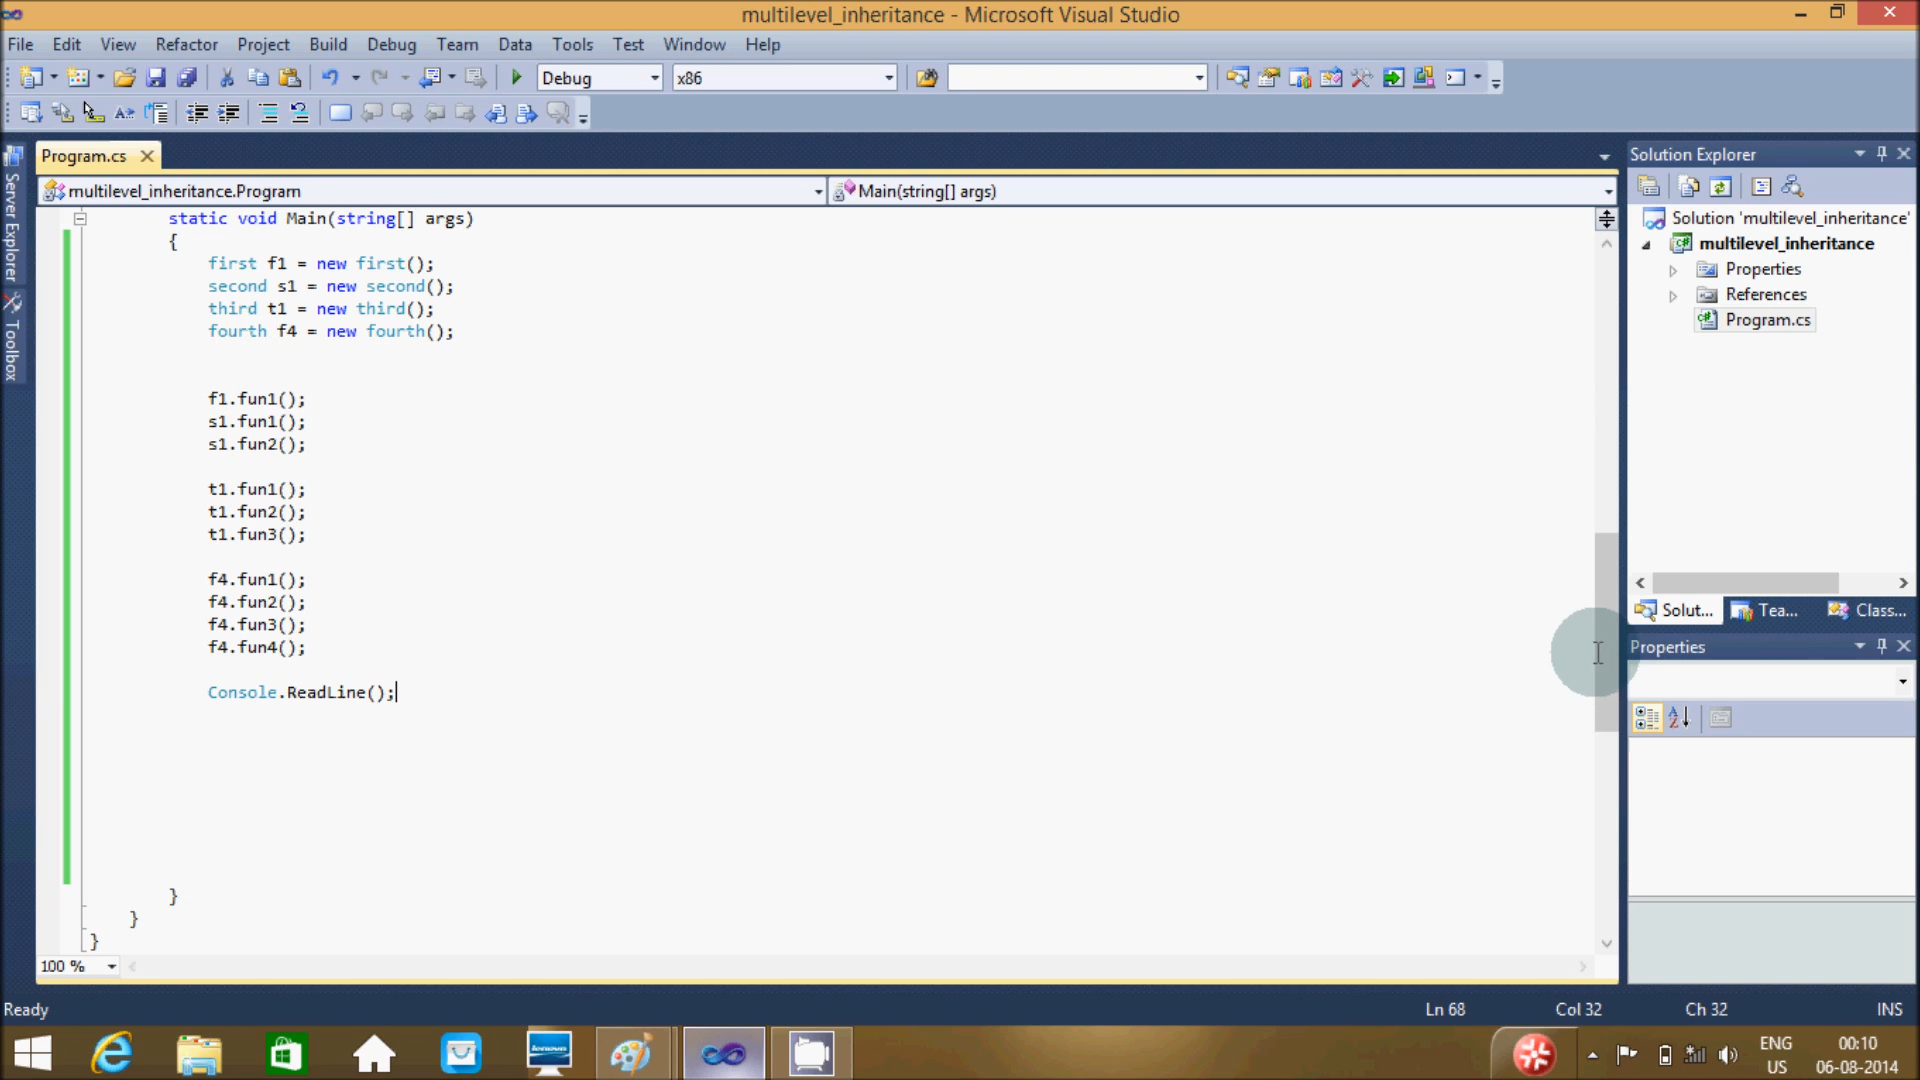 multilevel_inheritance - Microsoft Visual Studio
File Edit View Refactor Project Build Debug Team Data Tools Test Window Help
Debug x86
Program.cs
Solution Explorer
multilevel_inheritance.Program
Main(string[] args)
Server Explorer
Toolbox
static void Main(string[] args)
{
first f1 = new first();
second s1 = new second();
third t1 = new third();
fourth f4 = new fourth();
f1.fun1();
s1.fun1();
s1.fun2();
t1.fun1();
t1.fun2();
t1.fun3();
f4.fun1();
f4.fun2();
f4.fun3();
f4.fun4();
Console.ReadLine();
}
}
}
100 %
Solution 'multilevel_inheritance'
multilevel_inheritance
Properties
References
Program.cs
Solut... Tea... Class...
Properties
Ready
Ln 68 Col 32 Ch 32 INS
lenovo
ENG
US
00:10
06-08-2014